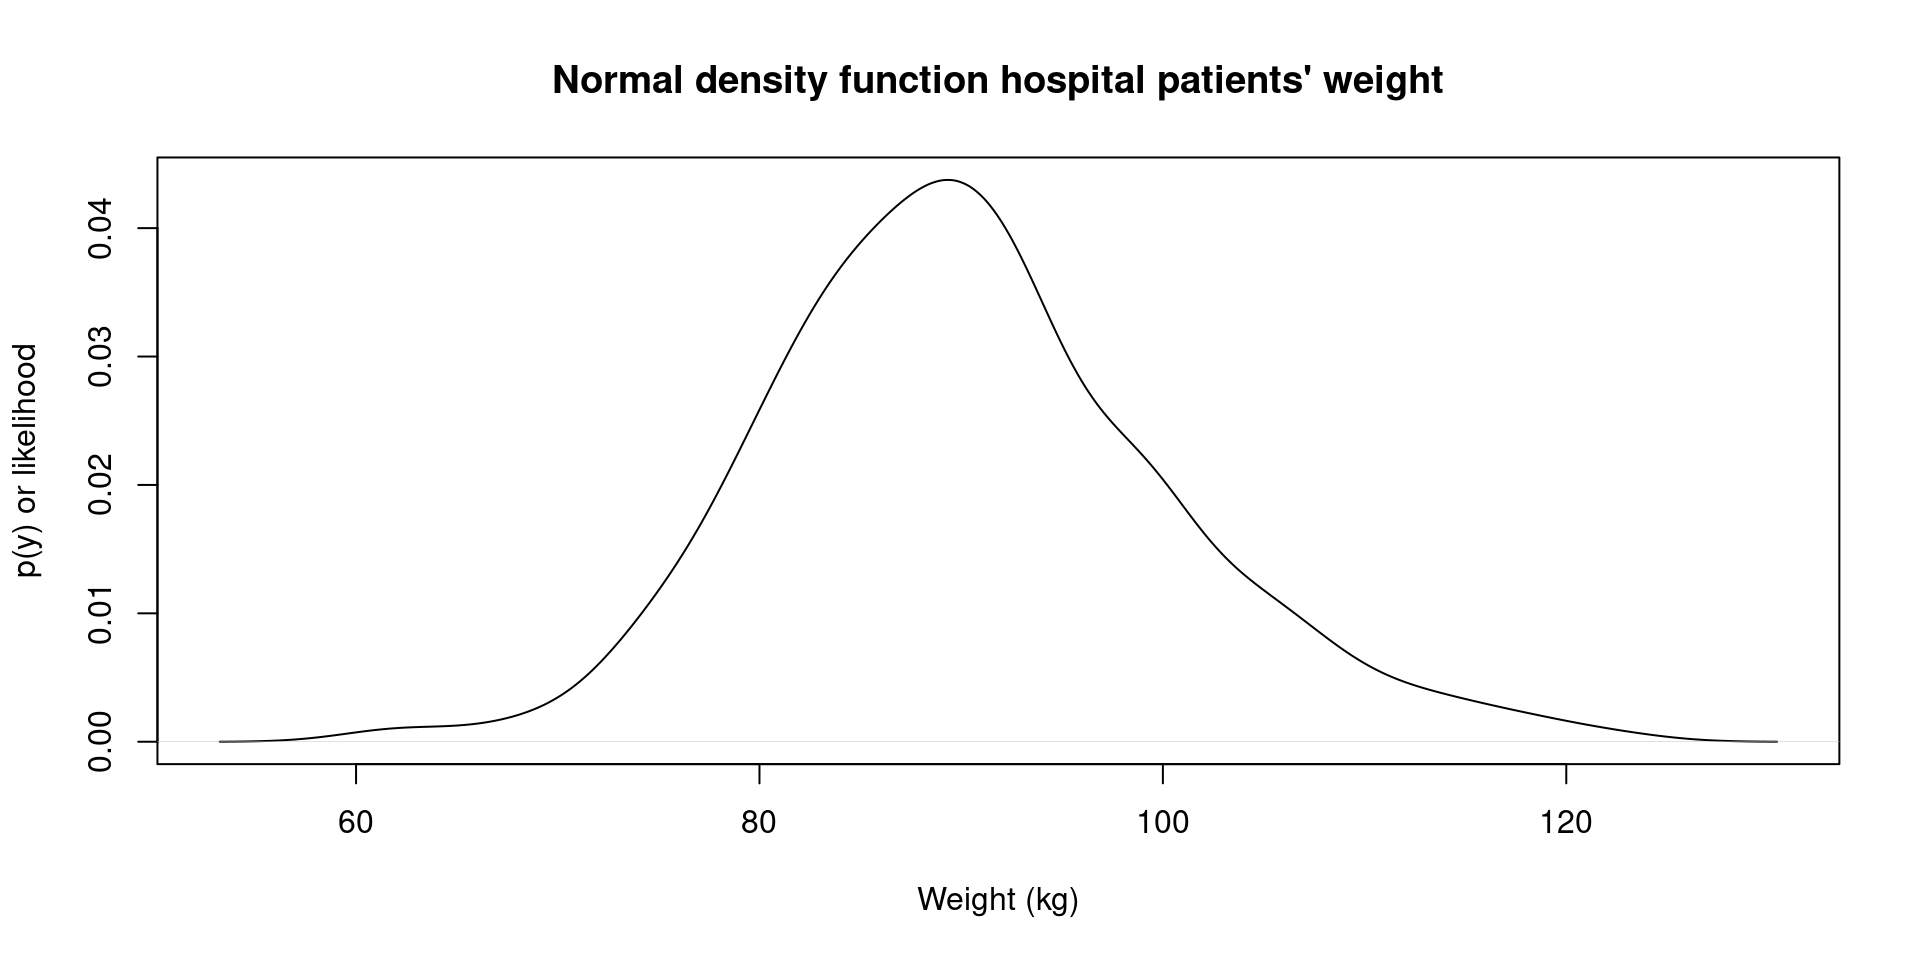 Normal density function hospital patients' weight
p(y) or likelihood
0.04
0.03
0.02
0.01
0.00
60 80 100 120
Weight (kg)